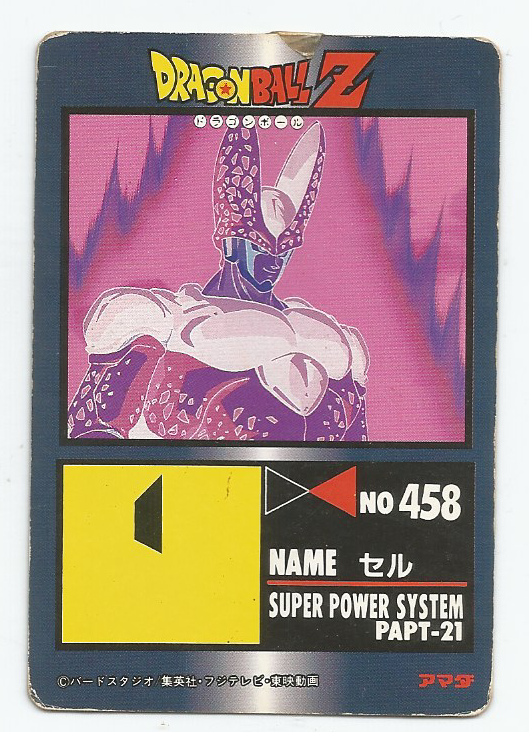 DRAGONBALL Z
ドラゴンボール
NO 458
NAME セル
SUPER POWER SYSTEM
PAPT-21
©バードスタジオ/集英社・フジテレビ・東映動画
アマダ